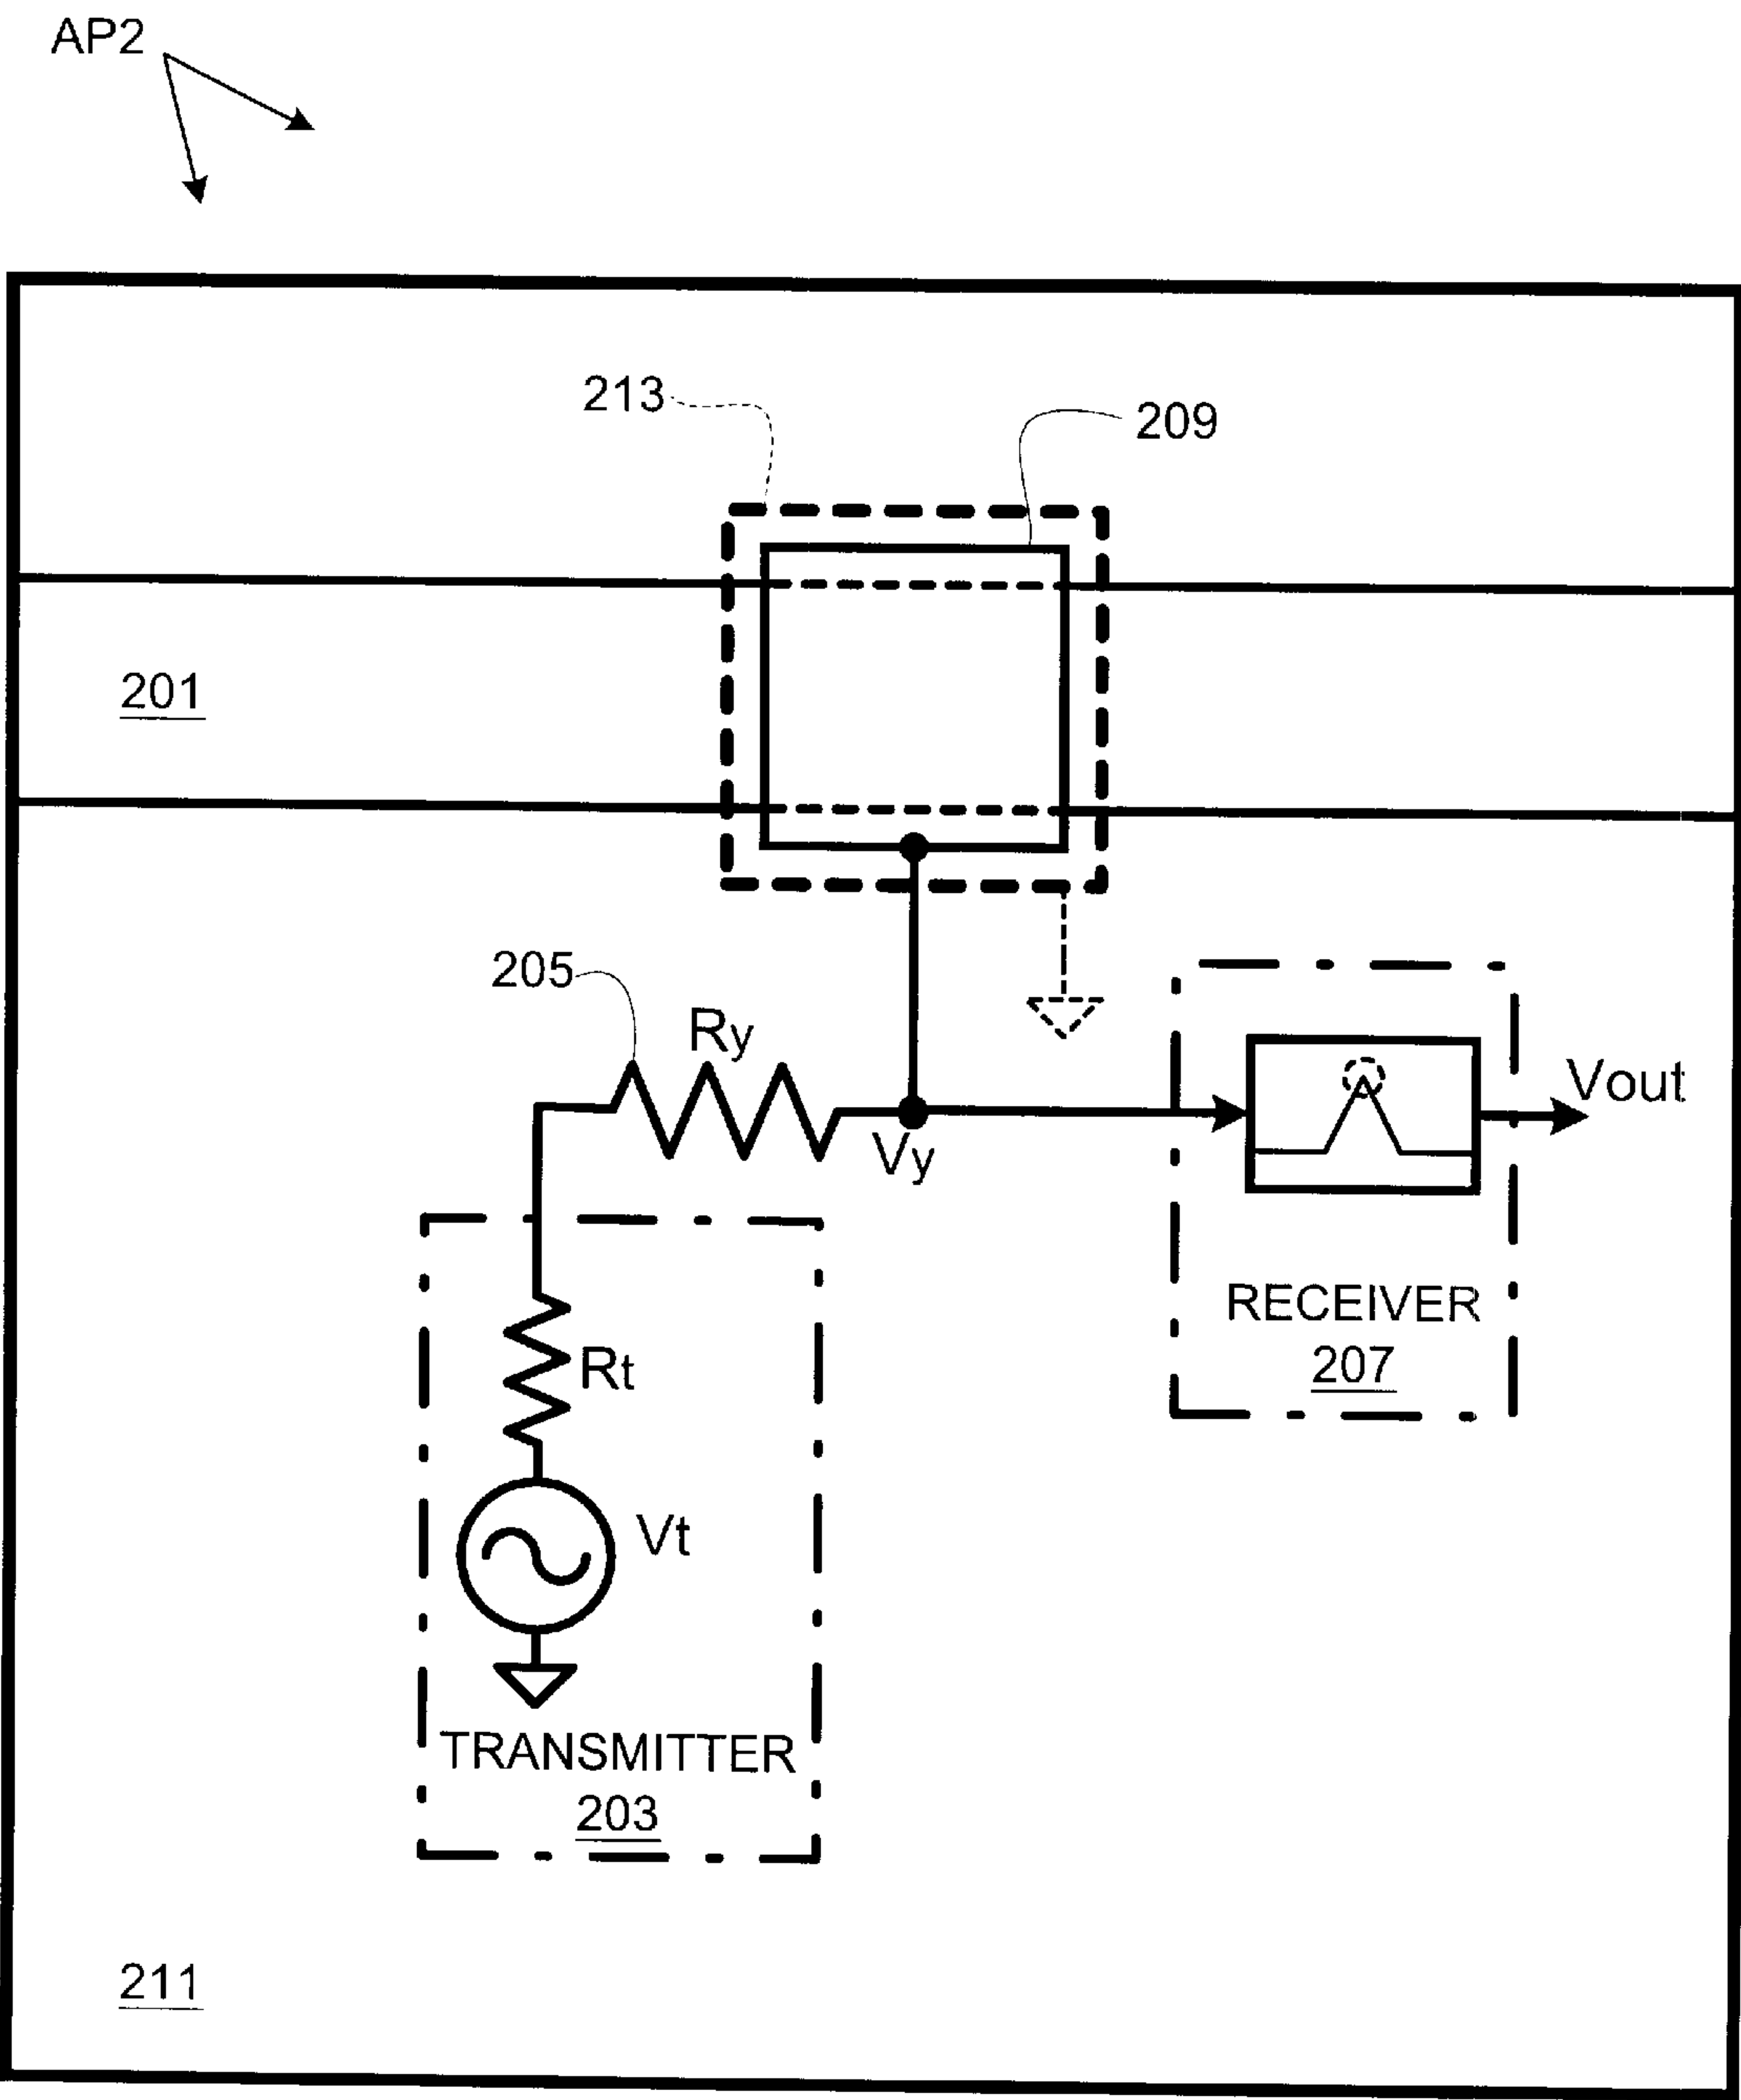 AP2
213
209
201
205
Ry
Vy
Vout
RECEIVER
207
Rt
Vt
TRANSMITTER
203
211